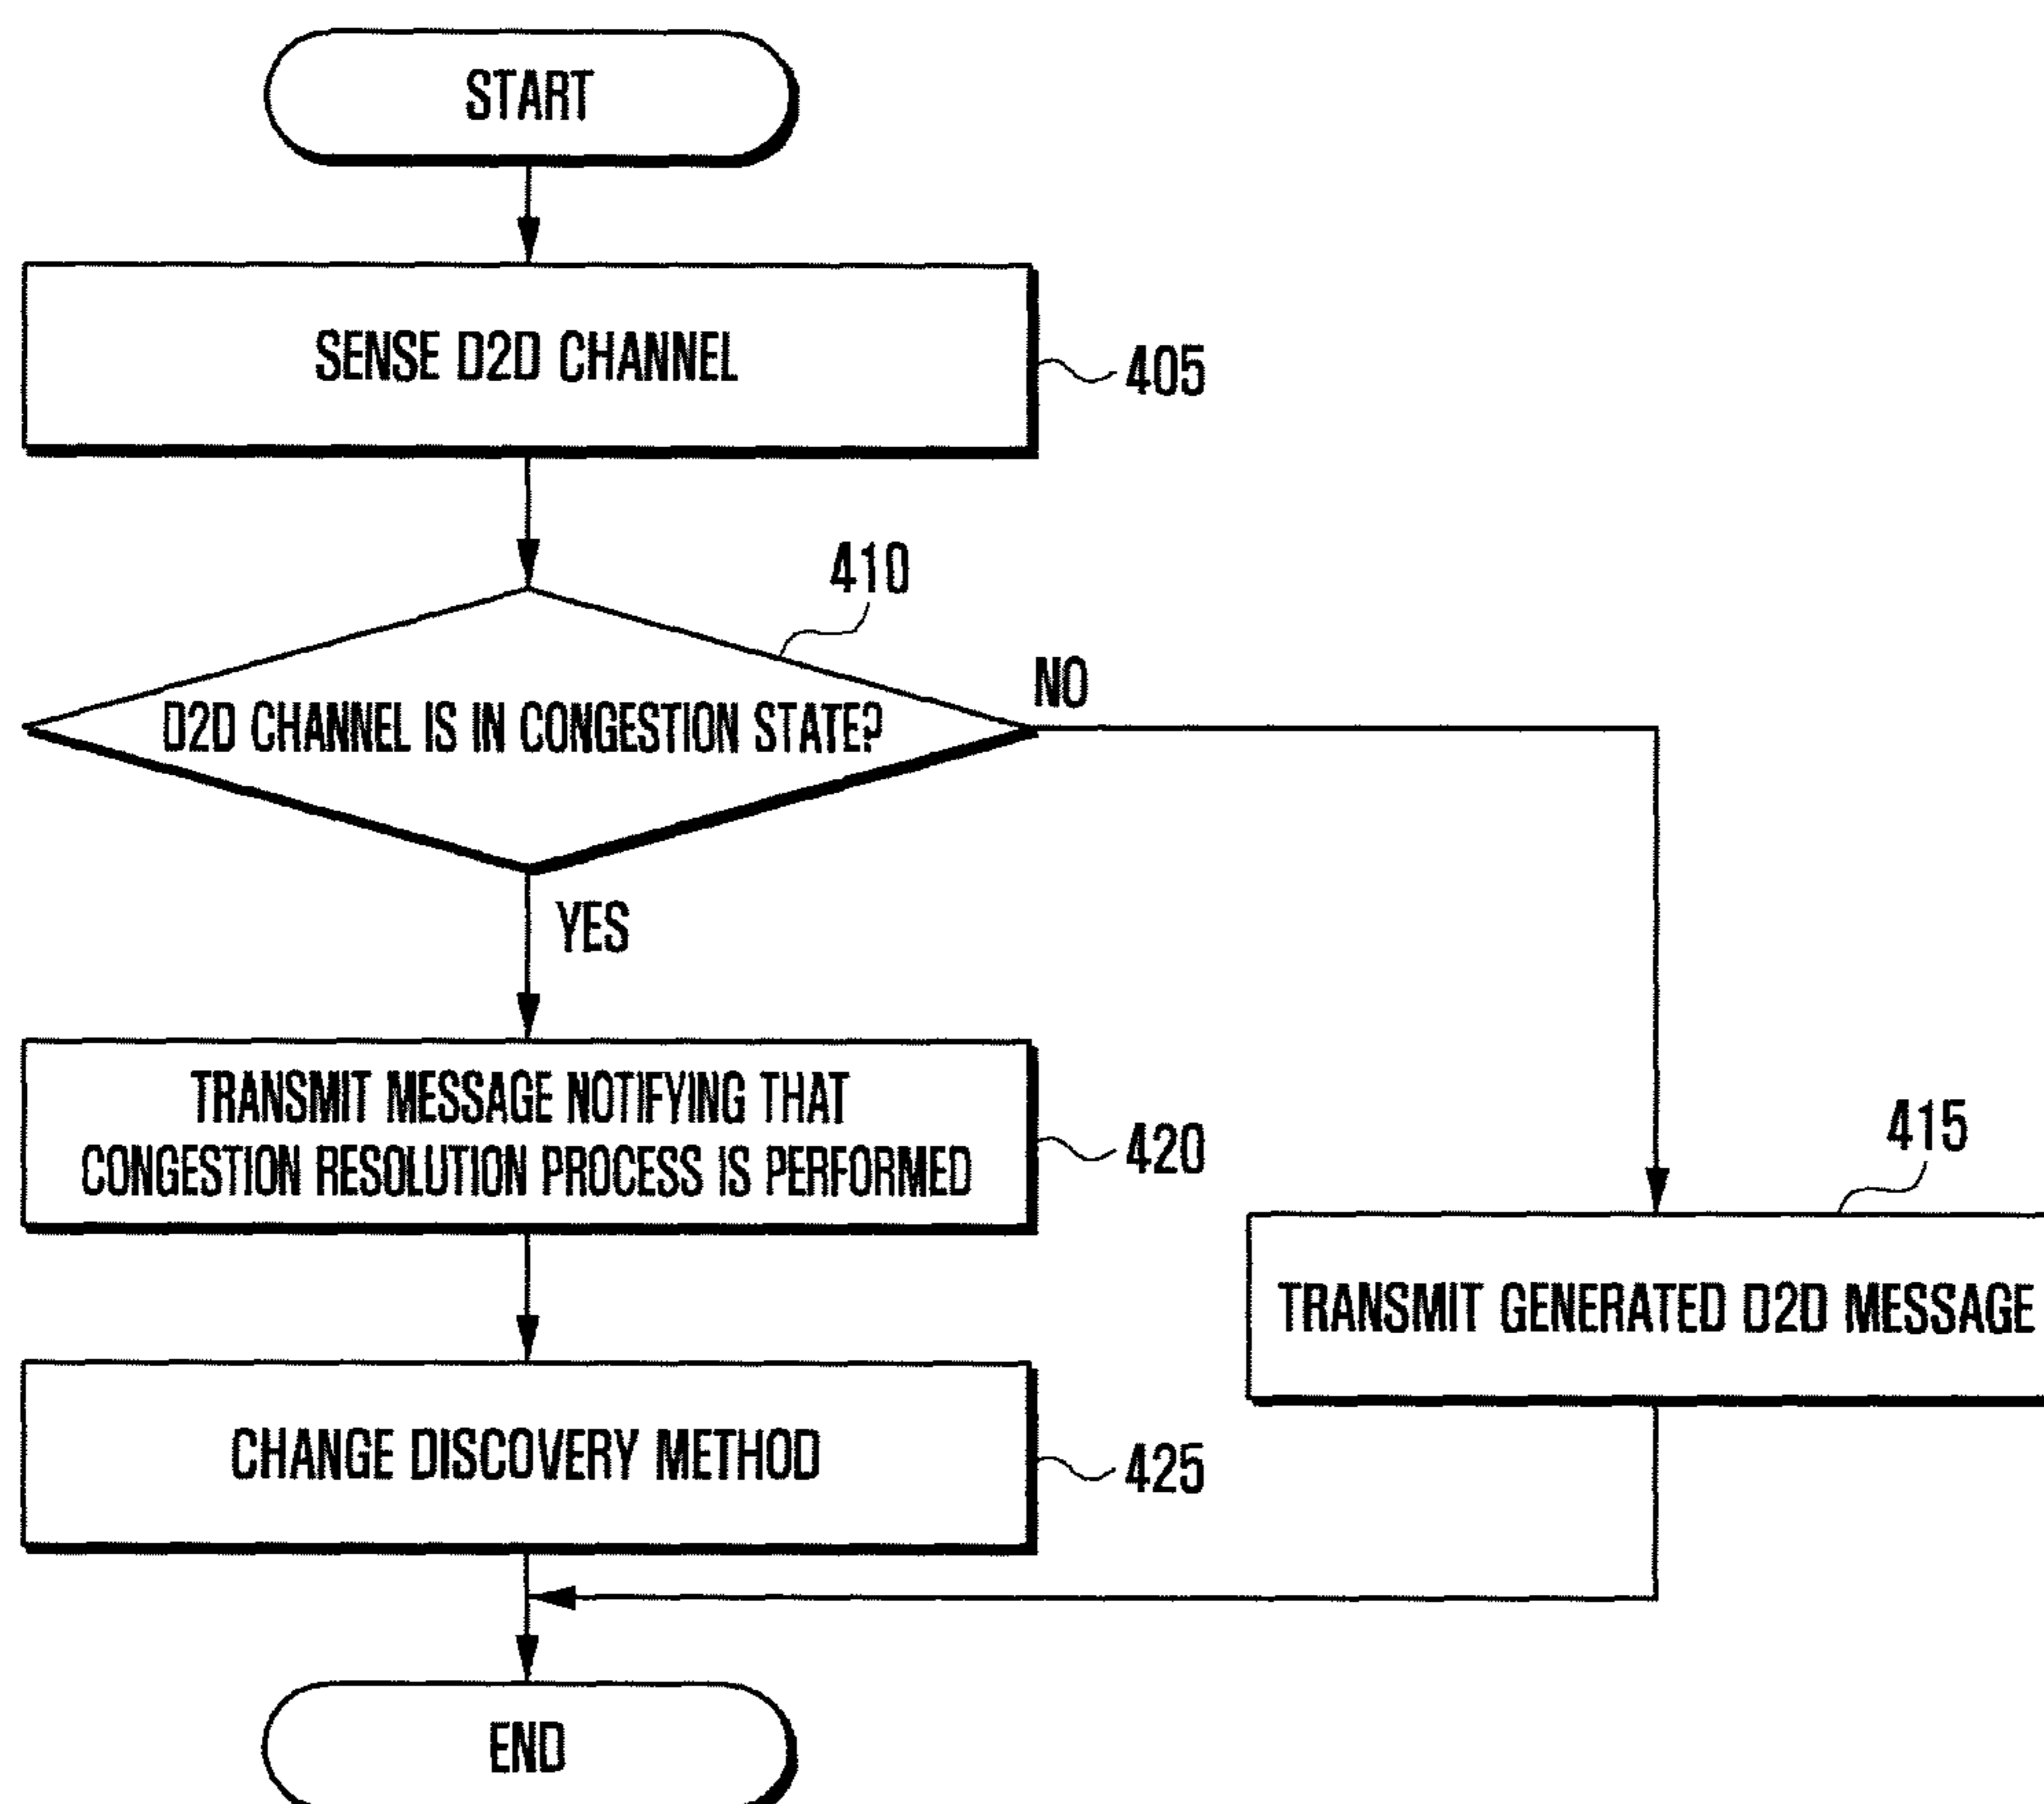 START
SENSE D2D CHANNEL
405
410
D2D CHANNEL IS IN CONGESTION STATE?
NO
YES
TRANSMIT MESSAGE NOTIFYING THAT
CONGESTION RESOLUTION PROCESS IS PERFORMED
420
415
TRANSMIT GENERATED D2D MESSAGE
CHANGE DISCOVERY METHOD
425
END